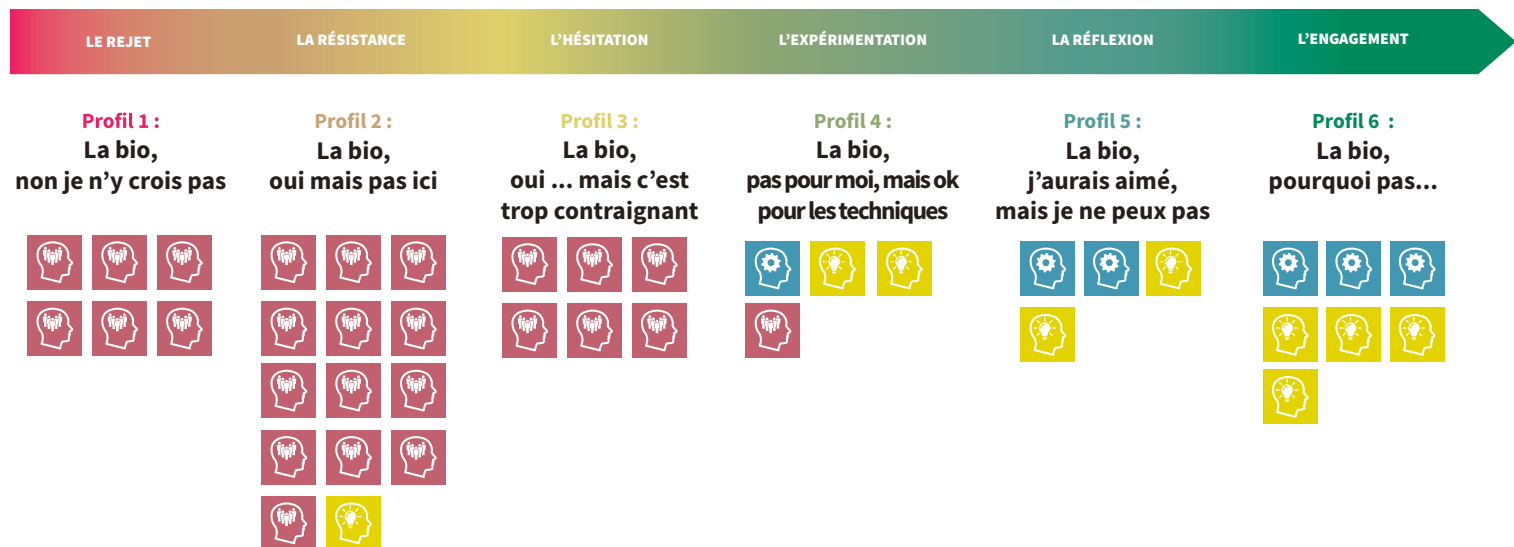 LE REJET
LA RÉSISTANCE
L'HÉSITATION
L'EXPÉRIMENTATION
LA RÉFLEXION
L'ENGAGEMENT
Profil 1 :
La bio,
non je n'y crois pas
Profil 2 :
La bio,
oui mais pas ici
Profil 3 :
La bio,
oui ... mais c'est
trop contraignant
Profil 4 :
La bio,
pas pour moi, mais ok
pour les techniques
Profil 5 :
La bio,
j'aurais aimé,
mais je ne peux pas
Profil 6 :
La bio,
pourquoi pas...